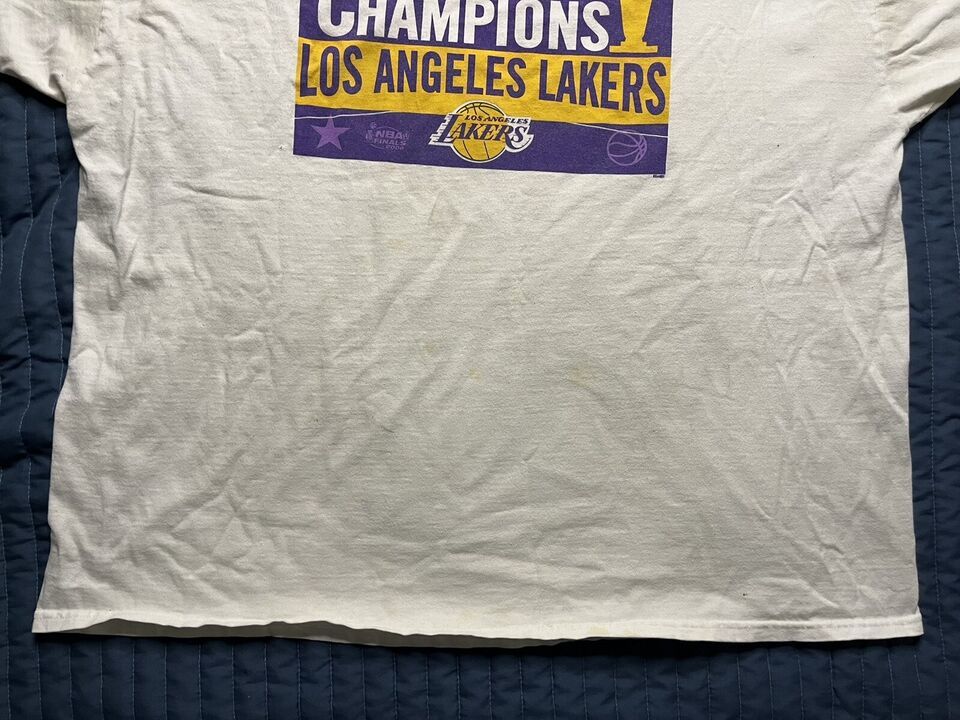 CHAMPIONS
LOS ANGELES LAKERS
LOS ANGELES
LAKERS
NBA
FINALS